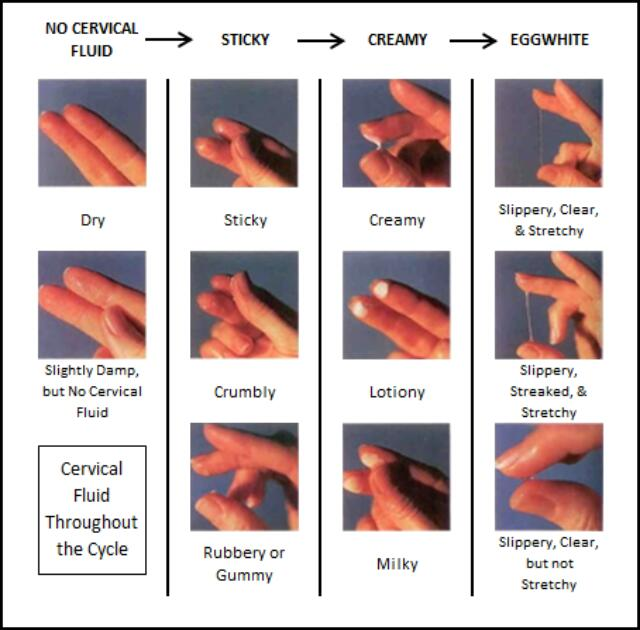 NO CERVICAL
FLUID
STICKY
CREAMY
EGGWHITE
Dry
Sticky
Creamy
Slippery, Clear,
& Stretchy
Slightly Damp,
but No Cervical
Fluid
Crumbly
Lotiony
Slippery,
Streaked, &
Stretchy
Cervical
Fluid
Throughout
the Cycle
Rubbery or
Gummy
Milky
Slippery, Clear,
but not
Stretchy